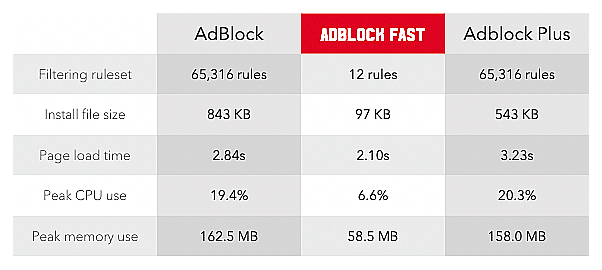 AdBlock ADBLOCK FAST Adblock Plus
Filtering ruleset 65,316 rules 12 rules 65,316 rules
Install file size 843 KB 97 KB 543 KB
Page load time 2.84s 2.10s 3.23s
Peak CPU use 19.4% 6.6% 20.3%
Peak memory use 162.5 MB 58.5 MB 158.0 MB